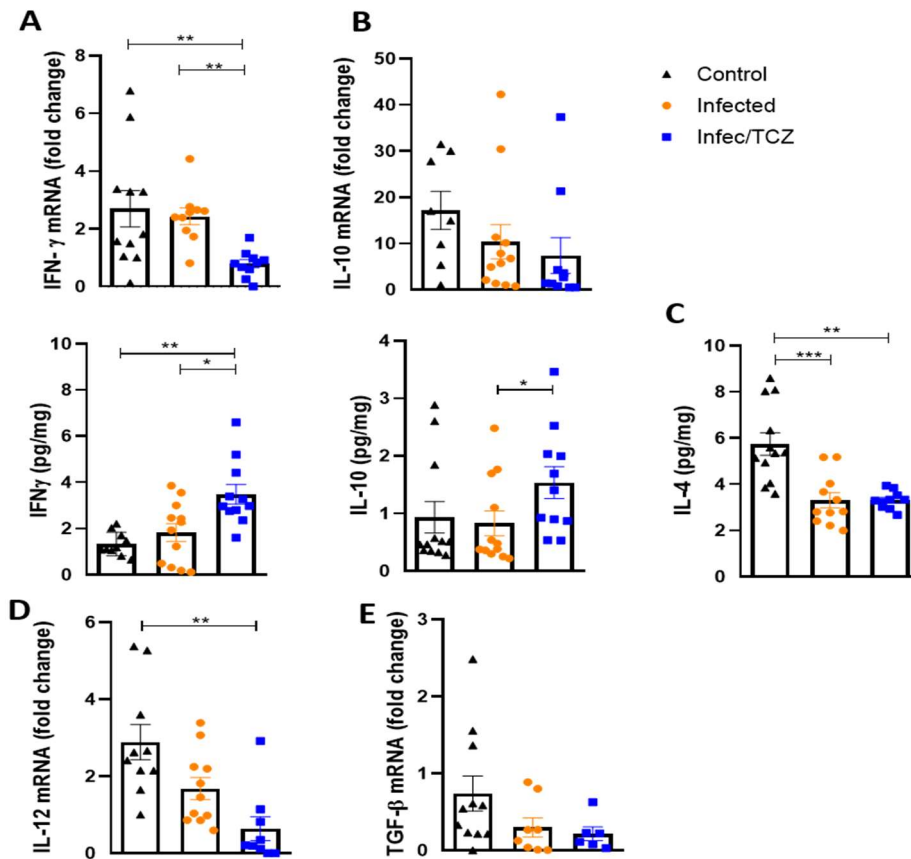 A
**
**
IFN- γ mRNA (fold change)
8
6
4
2
0
B
IL-10 mRNA (fold change)
50
40
30
20
10
0
Control
Infected
Infec/TCZ
**
*
IFNγ (pg/mg)
10
8
6
4
2
0
*
IL-10 (pg/mg)
4
3
2
1
0
C
**
***
IL-4 (pg/mg)
10
8
6
4
2
0
D
**
IL-12 mRNA (fold change)
6
4
2
0
E
TGF-β mRNA (fold change)
3
2
1
0